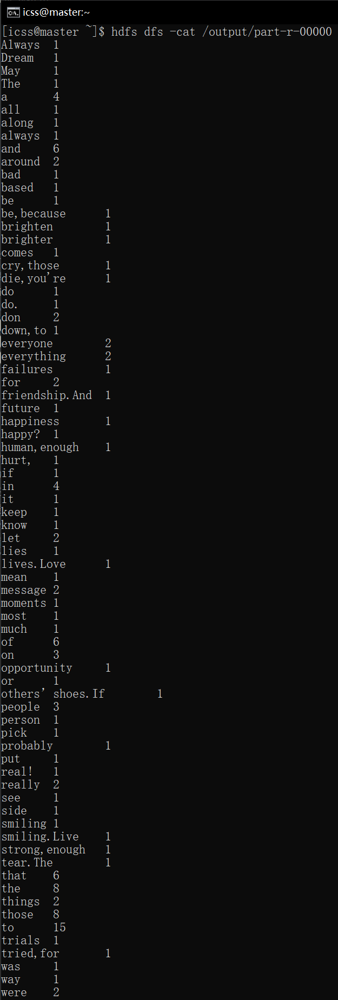 icss@master:~
[icss@master ~]$ hdfs dfs -cat /output/part-r-00000
Always 1
Dream 1
May 1
The 1
a 4
all 1
along 1
always 1
and 6
around 2
bad 1
based 1
be 1
be,because 1
brighten 1
brighter 1
comes 1
cry,those 1
die,you're 1
do 1
do. 1
don 2
down,to 1
everyone 2
everything 2
failures 1
for 2
friendship.And 1
future 1
happiness 1
happy? 1
human,enough 1
hurt, 1
if 1
in 4
it 1
keep 1
know 1
let 2
lies 1
lives.Love 1
mean 1
message 2
moments 1
most 1
much 1
of 6
on 3
opportunity 1
or 1
others’shoes.If 1
people 3
person 1
pick 1
probably 1
put 1
real! 1
really 2
see 1
side 1
smiling 1
smiling.Live 1
strong,enough 1
tear.The 1
that 6
the 8
things 2
those 8
to 15
trials 1
tried,for 1
was 1
way 1
were 2